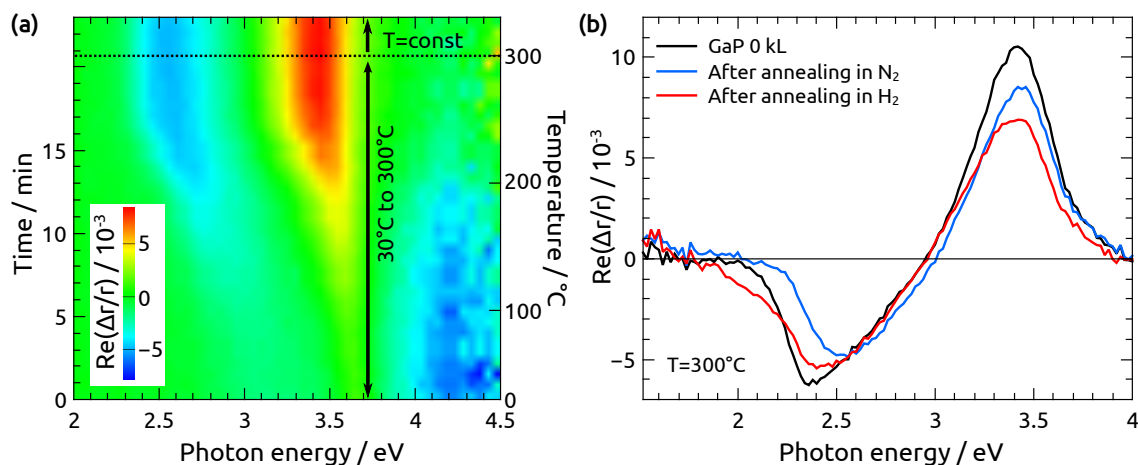 (a)
T=const
30°C to 300°C
Time / min
0
5
10
15
Temperature / °C
0
100
200
300
Re(Δr/r) / 10⁻³
5
0
−5
2
2.5
3
3.5
4
4.5
Photon energy / eV
(b)
GaP 0 kL
After annealing in N₂
After annealing in H₂
Re(Δr/r) / 10⁻³
10
5
0
−5
T=300°C
2
2.5
3
3.5
4
Photon energy / eV